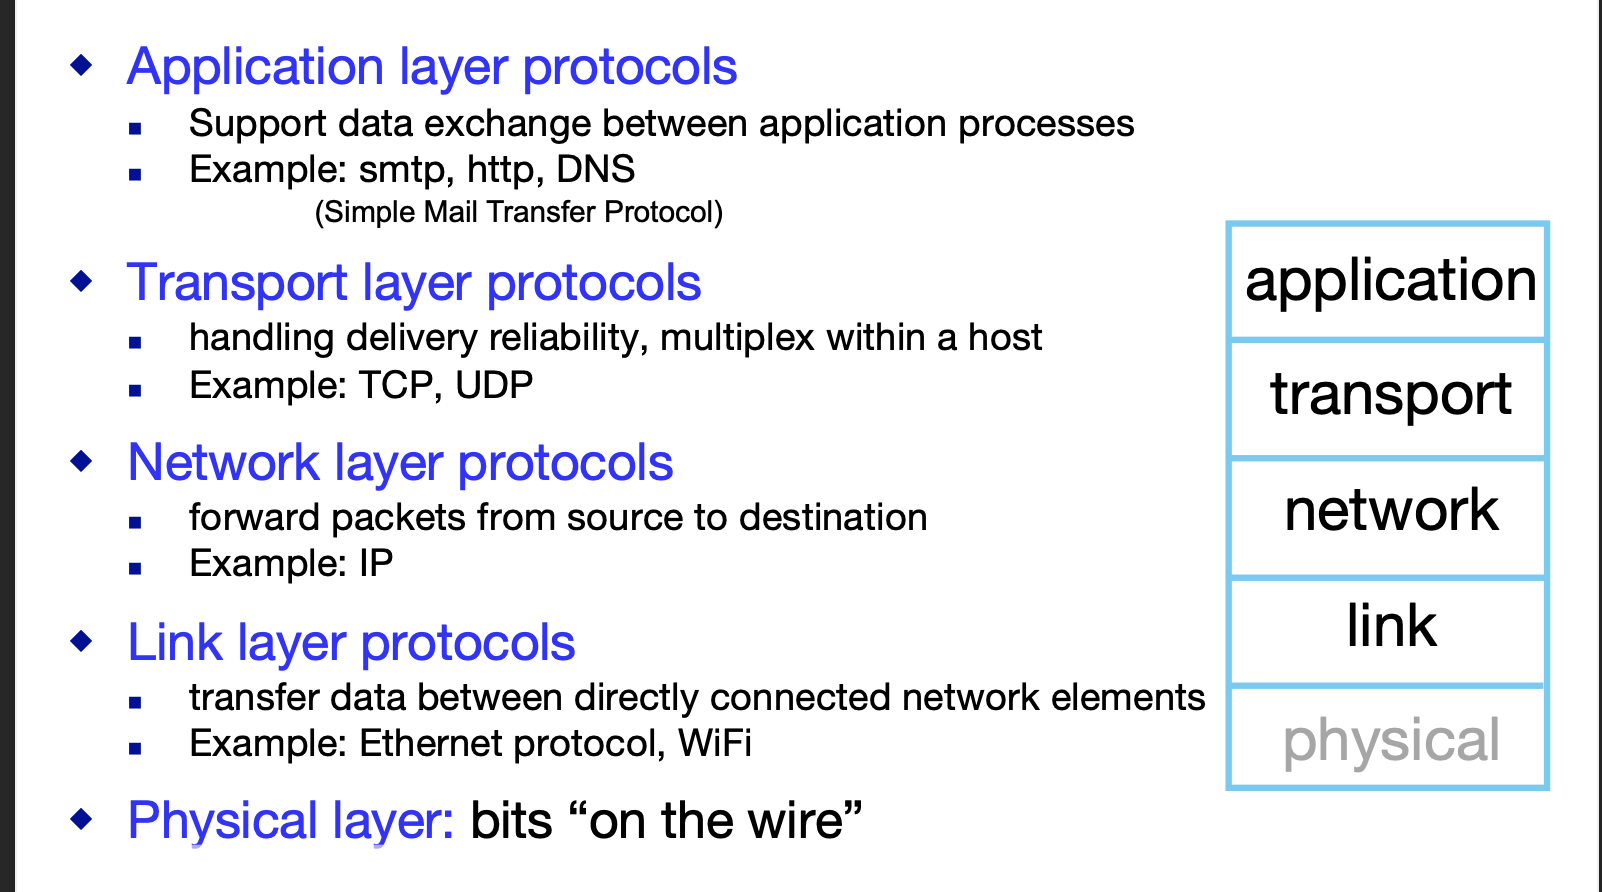 Application layer protocols
Support data exchange between application processes
Example: smtp, http, DNS
(Simple Mail Transfer Protocol)
Transport layer protocols
handling delivery reliability, multiplex within a host
Example: TCP, UDP
Network layer protocols
forward packets from source to destination
Example: IP
Link layer protocols
transfer data between directly connected network elements
Example: Ethernet protocol, WiFi
Physical layer: bits “on the wire”
application
transport
network
link
physical